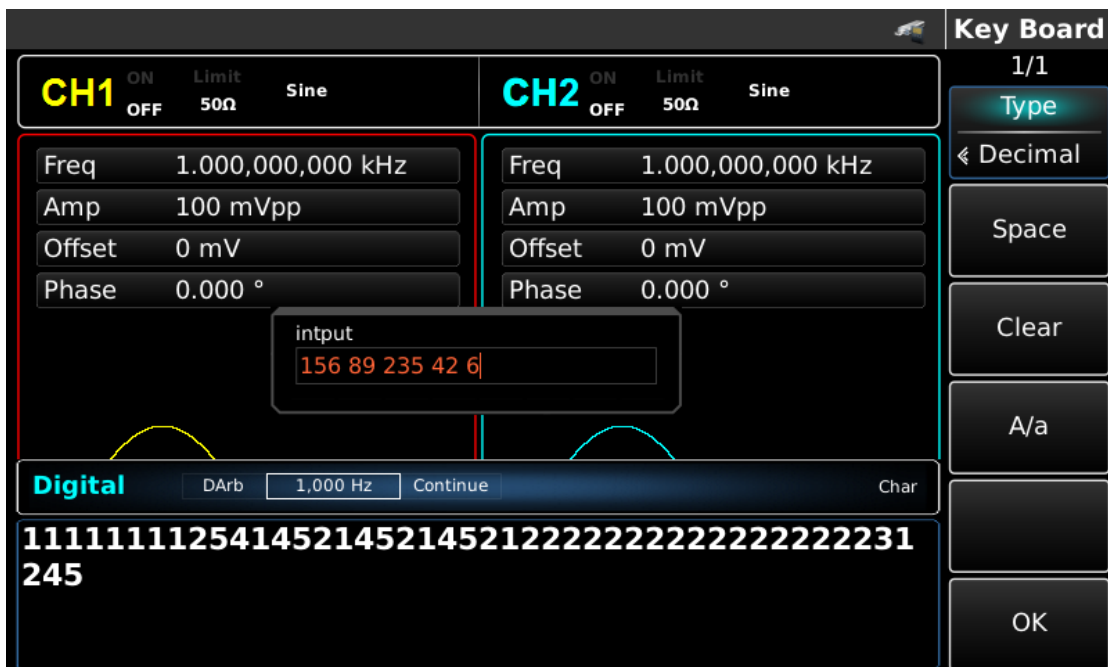 Key Board
1/1
CH1 ON OFF Limit 50Ω Sine
CH2 ON OFF Limit 50Ω Sine
Type
« Decimal
Freq 1.000,000,000 kHz
Amp 100 mVpp
Offset 0 mV
Phase 0.000 °
Freq 1.000,000,000 kHz
Amp 100 mVpp
Offset 0 mV
Phase 0.000 °
Space
Clear
intput
156 89 235 42 6
A/a
Digital DArb 1,000 Hz Continue Char
11111111254145214521452122222222222222222231
245
OK